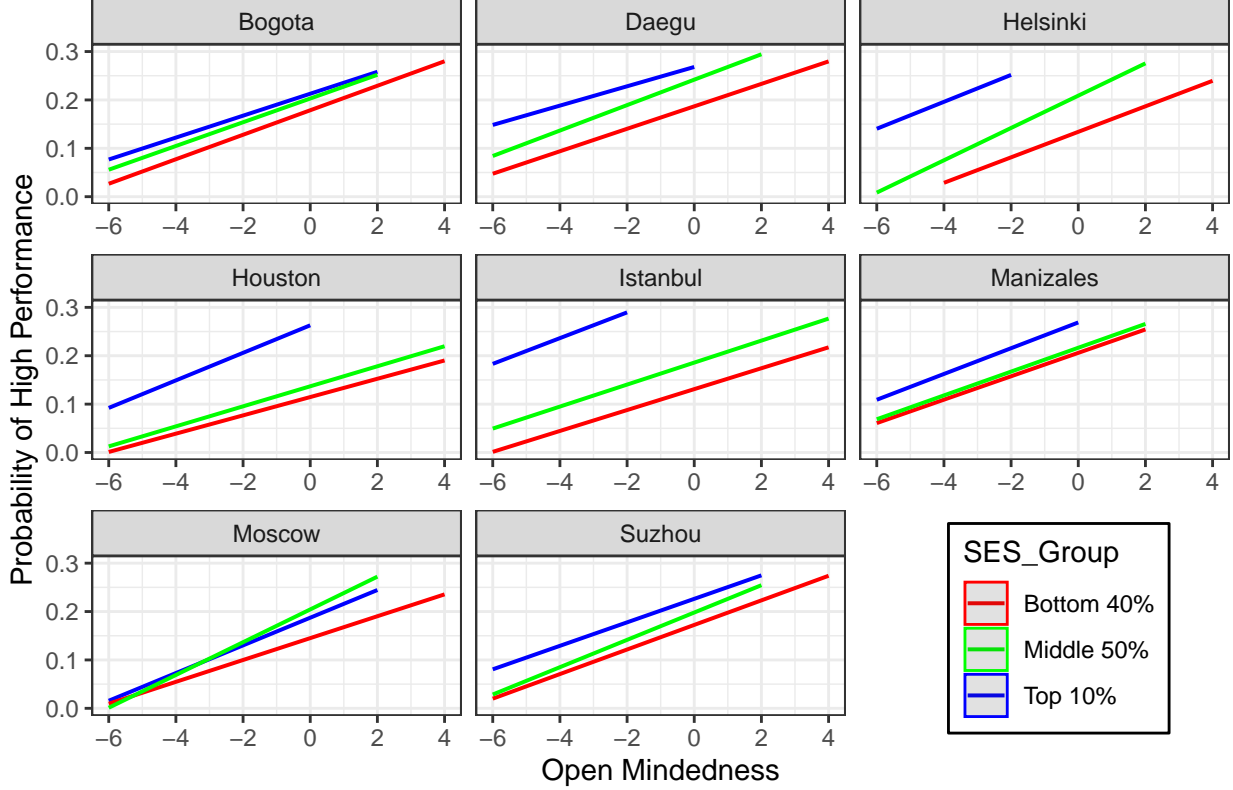 Bogota Daegu Helsinki
0.3
0.2
0.1
0.0
−6 −4 −2 0 2 4 −6 −4 −2 0 2 4 −6 −4 −2 0 2 4
Houston Istanbul Manizales
0.3
0.2
0.1
0.0
−6 −4 −2 0 2 4 −6 −4 −2 0 2 4 −6 −4 −2 0 2 4
Moscow Suzhou
0.3
0.2
0.1
0.0
−6 −4 −2 0 2 4 −6 −4 −2 0 2 4
Probability of High Performance
Open Mindedness
SES_Group
Bottom 40%
Middle 50%
Top 10%